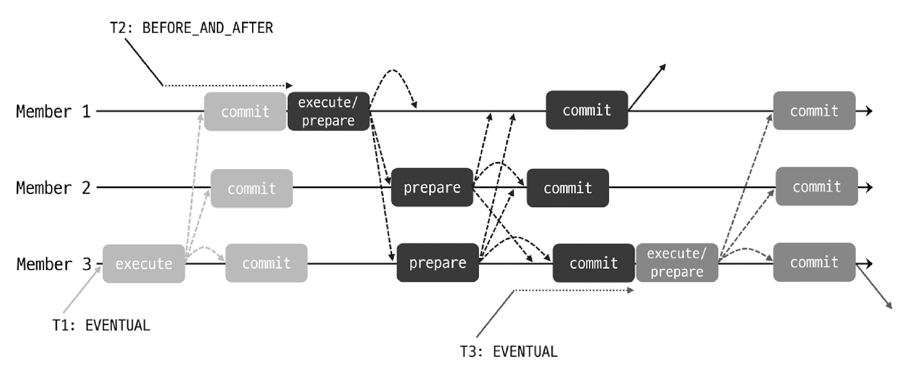 T2: BEFORE_AND_AFTER
Member 1
commit
execute/
prepare
commit
commit
Member 2
commit
prepare
commit
commit
Member 3
execute
commit
prepare
commit
execute/
prepare
commit
T1: EVENTUAL
T3: EVENTUAL